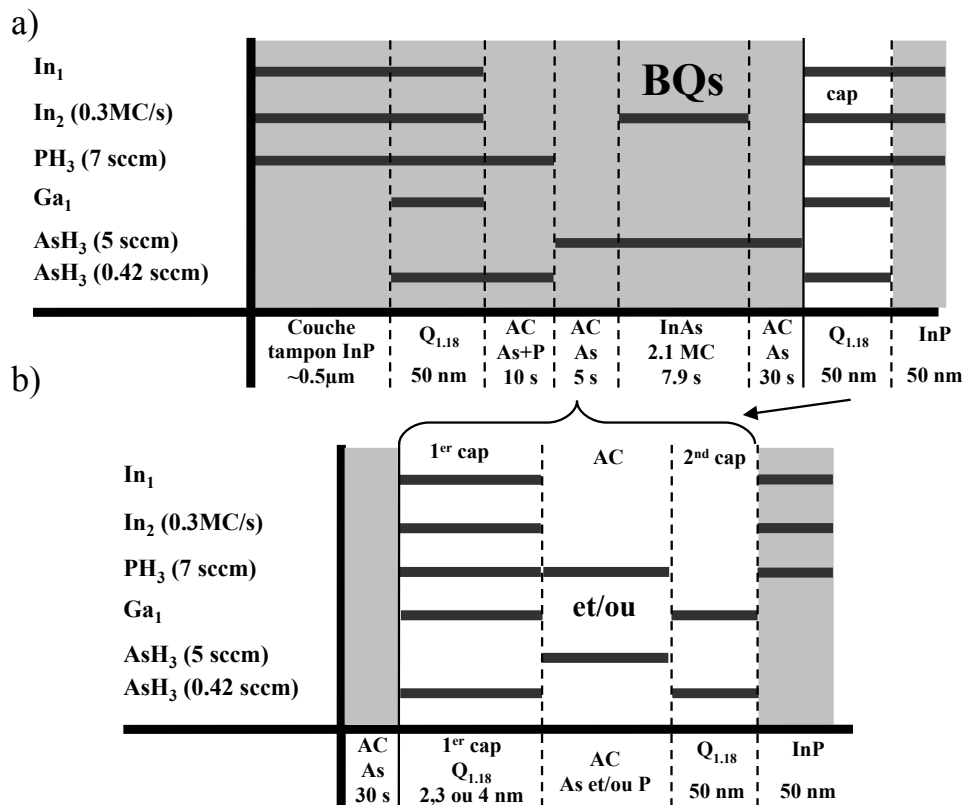 a)
In₁
BQs
cap
In₂ (0.3MC/s)
PH₃ (7 sccm)
Ga₁
AsH₃ (5 sccm)
AsH₃ (0.42 sccm)
Couche
tampon InP
~0.5µm
Q₁.₁₈
50 nm
AC
As+P
10 s
AC
As
5 s
InAs
2.1 MC
7.9 s
AC
As
30 s
Q₁.₁₈
50 nm
InP
50 nm
b)
1ᵉʳ cap
AC
2ⁿᵈ cap
In₁
In₂ (0.3MC/s)
PH₃ (7 sccm)
Ga₁
et/ou
AsH₃ (5 sccm)
AsH₃ (0.42 sccm)
AC
As
30 s
1ᵉʳ cap
Q₁.₁₈
2,3 ou 4 nm
AC
As et/ou P
Q₁.₁₈
50 nm
InP
50 nm